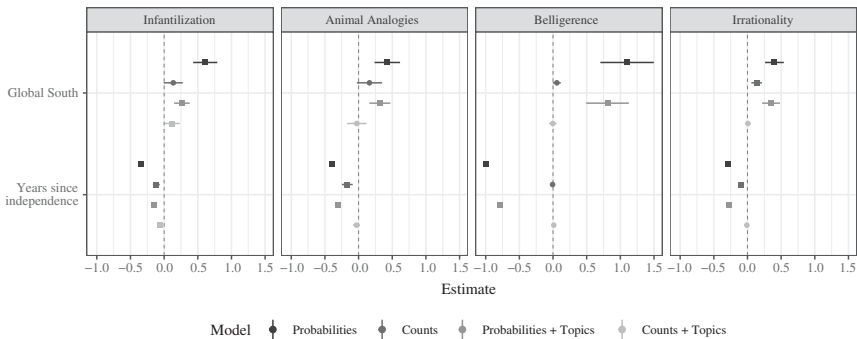 Infantilization Animal Analogies Belligerence Irrationality
Global South
Years since
independence
−1.0 −0.5 0.0 0.5 1.0 1.5 −1.0 −0.5 0.0 0.5 1.0 1.5 −1.0 −0.5 0.0 0.5 1.0 1.5 −1.0 −0.5 0.0 0.5 1.0 1.5
Estimate
Model Probabilities Counts Probabilities + Topics Counts + Topics